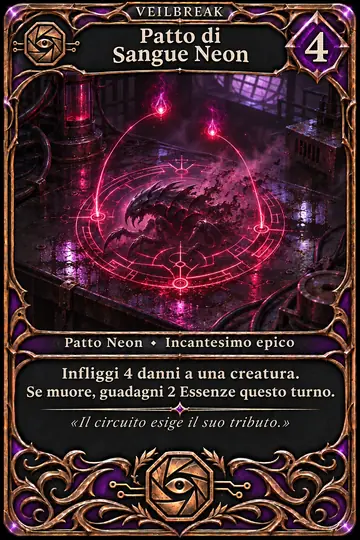 VEILBREAK
Patto di
Sangue Neon
4
Patto Neon • Incantesimo epico
Infliggi 4 danni a una creatura.
Se muore, guadagni 2 Essenze questo turno.
«Il circuito esige il suo tributo.»